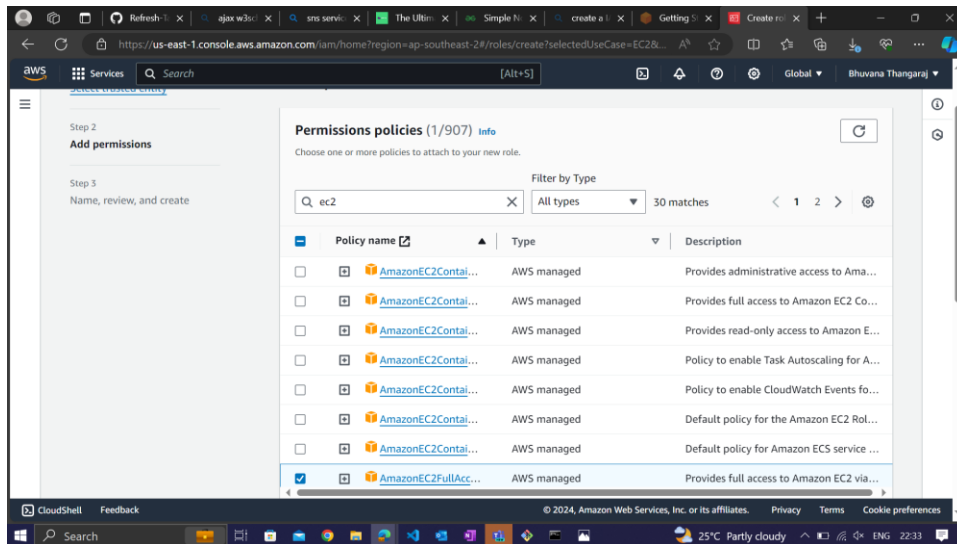 Refresh-Ta
ajax w3sc
sns servic
The Ultim
Simple N
create a l
Getting S
Create rol
https://us-east-1.console.aws.amazon.com/iam/home?region=ap-southeast-2#/roles/create?selectedUseCase=EC2&...
aws
Services
Search
[Alt+S]
Global
Bhuvana Thangaraj
Select trusted entity
Step 2
Add permissions
Step 3
Name, review, and create
Permissions policies (1/907) Info
Choose one or more policies to attach to your new role.
Filter by Type
ec2
All types
30 matches
1 2
Policy name Type Description
AmazonEC2Contai... AWS managed Provides administrative access to Ama...
AmazonEC2Contai... AWS managed Provides full access to Amazon EC2 Co...
AmazonEC2Contai... AWS managed Provides read-only access to Amazon E...
AmazonEC2Contai... AWS managed Policy to enable Task Autoscaling for A...
AmazonEC2Contai... AWS managed Policy to enable CloudWatch Events fo...
AmazonEC2Contai... AWS managed Default policy for the Amazon EC2 Rol...
AmazonEC2Contai... AWS managed Default policy for Amazon ECS service ...
AmazonEC2FullAcc... AWS managed Provides full access to Amazon EC2 via...
CloudShell Feedback © 2024, Amazon Web Services, Inc. or its affiliates. Privacy Terms Cookie preferences
Search 25°C Partly cloudy ENG 22:33